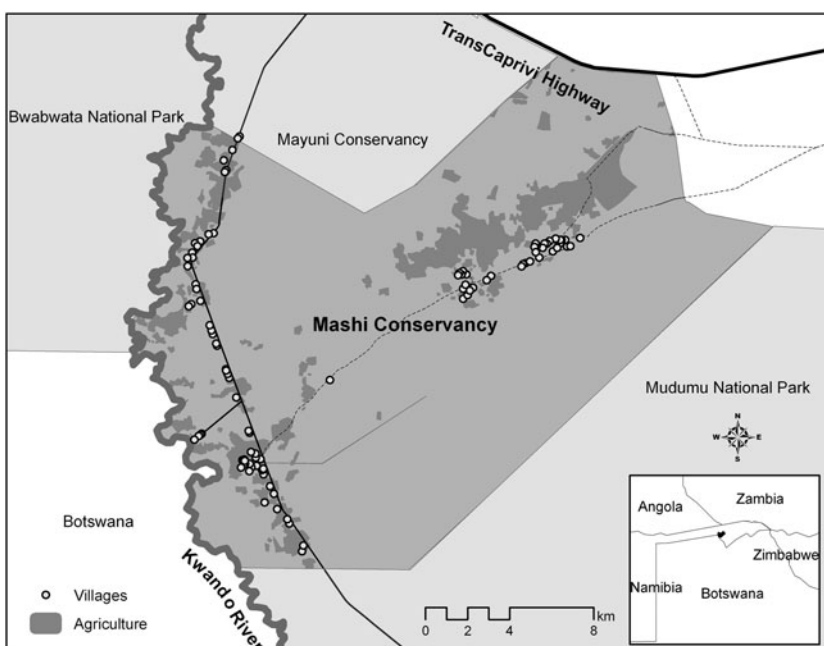 TransCaprivi Highway
Bwabwata National Park
Mayuni Conservancy
Mashi Conservancy
Mudumu National Park
N
W E
S
Botswana
Kwando River
Villages
Agriculture
km
0 2 4 8
Angola
Zambia
Zimbabwe
Namibia
Botswana